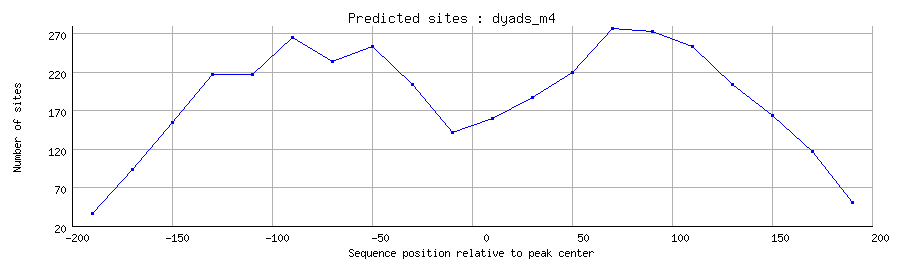 Predicted sites : dyads_m4
270
220
170
120
70
20
Number of sites
-200 -150 -100 -50 0 50 100 150 200
Sequence position relative to peak center